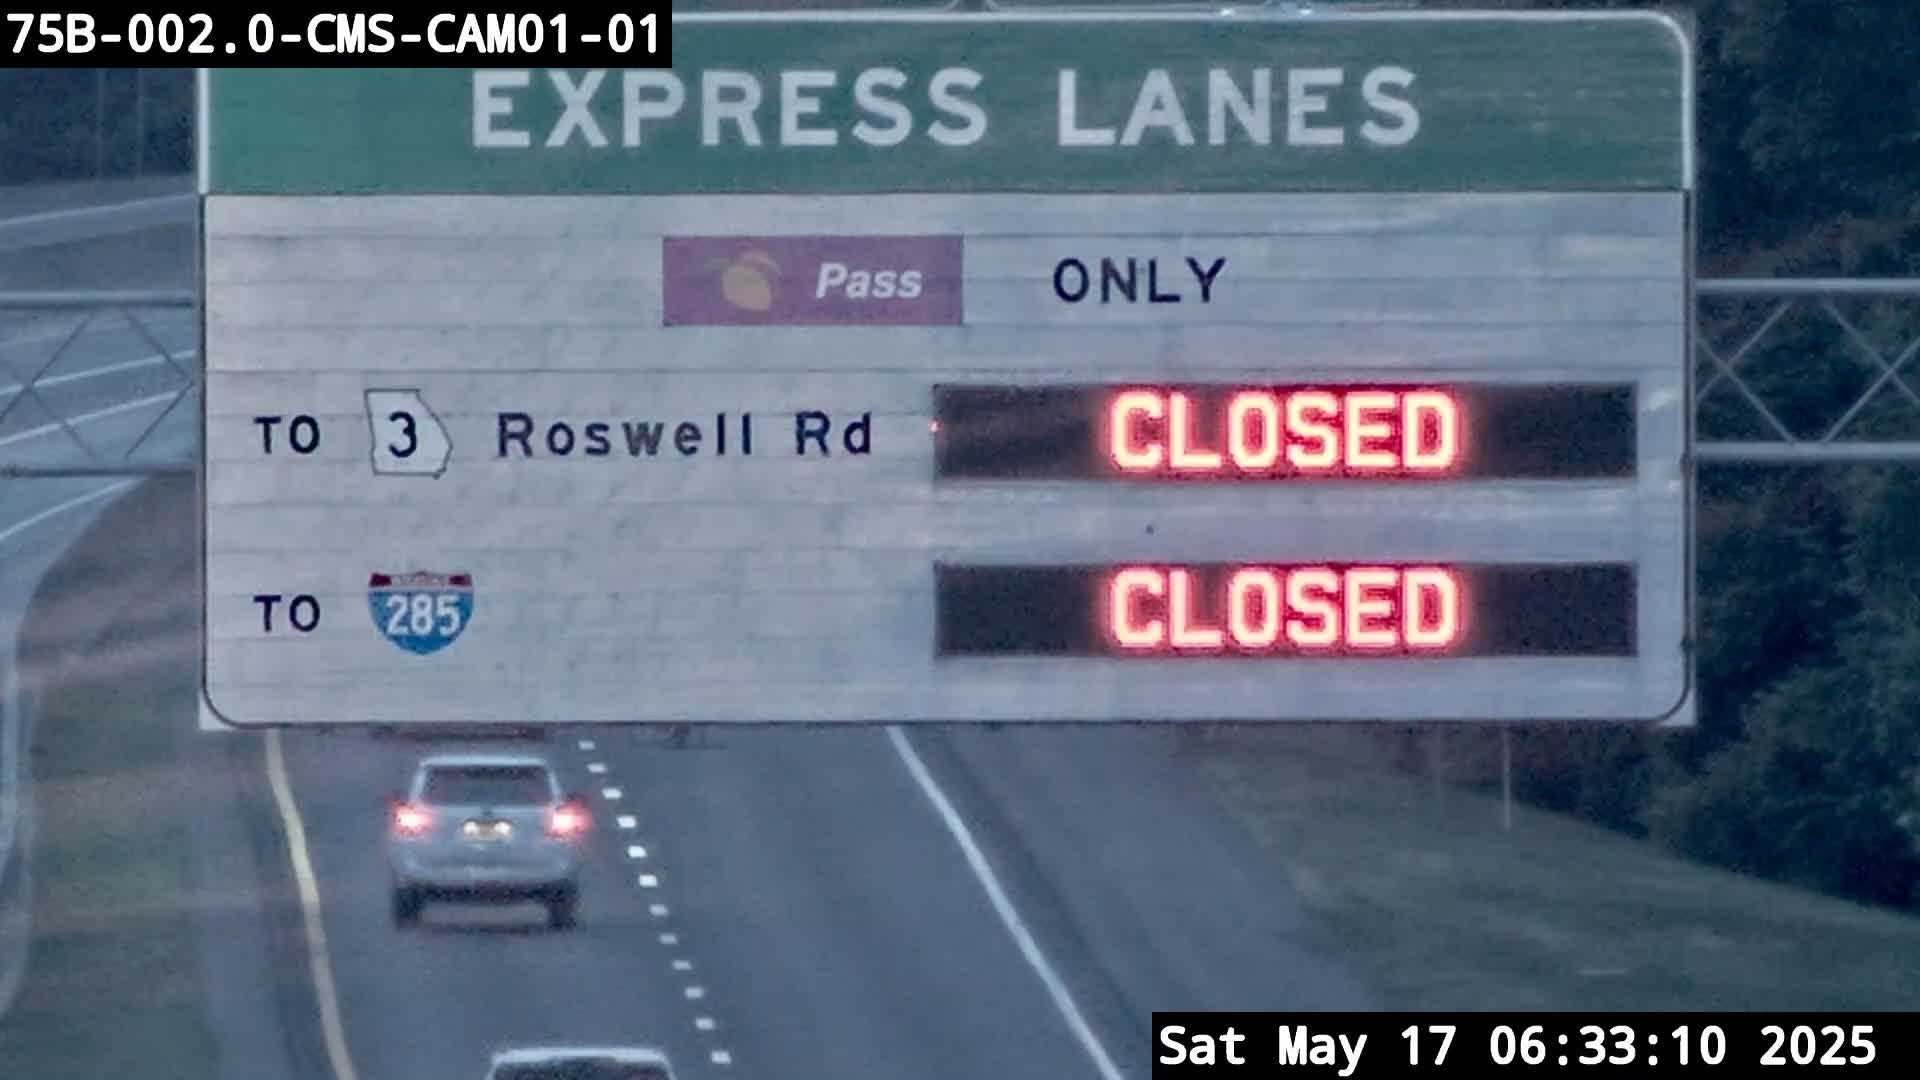 75B-002.0-CMS-CAM01-01
EXPRESS LANES
Pass ONLY
TO 3 Roswell Rd CLOSED
TO 285 CLOSED
Sat May 17 06:33:10 2025